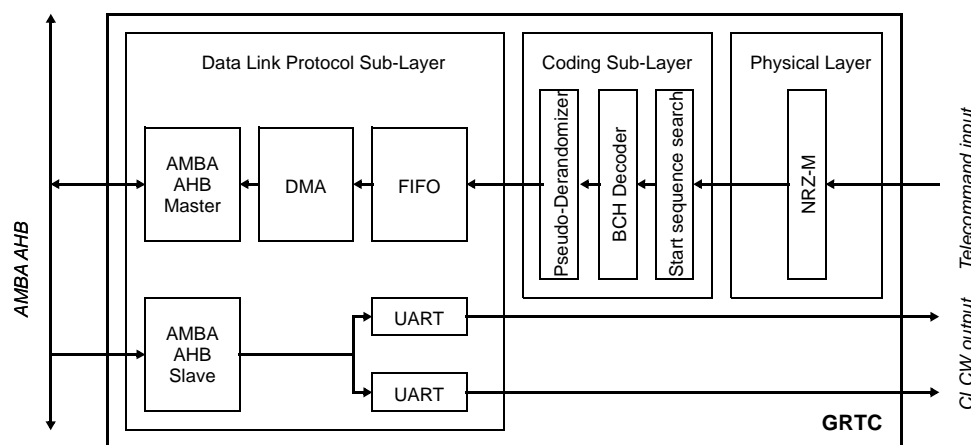 Data Link Protocol Sub-Layer
Coding Sub-Layer
Physical Layer
AMBA
AHB
Master
DMA
FIFO
Pseudo-Derandomizer
BCH Decoder
Start sequence search
NRZ-M
Telecommand input
AMBA AHB
AMBA
AHB
Slave
UART
UART
CLCW output
GRTC